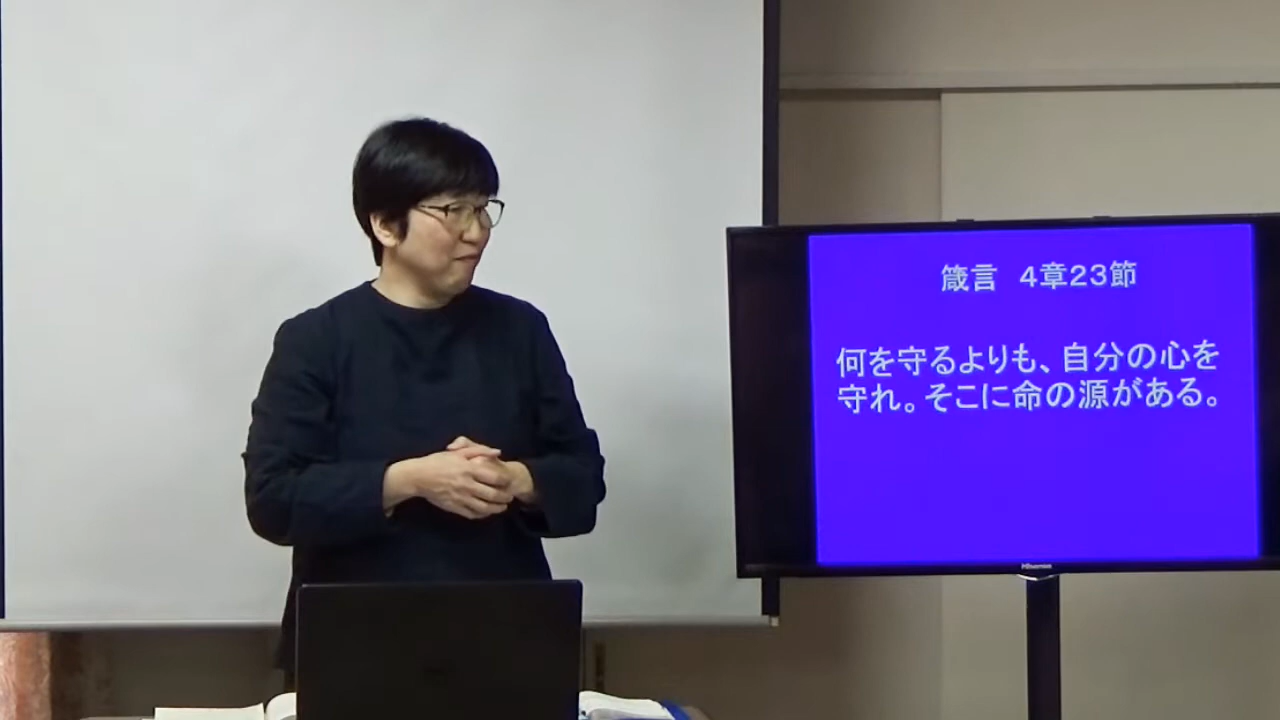 箴言　４章２３節
何を守るよりも、自分の心を
守れ。そこに命の源がある。
Hisense